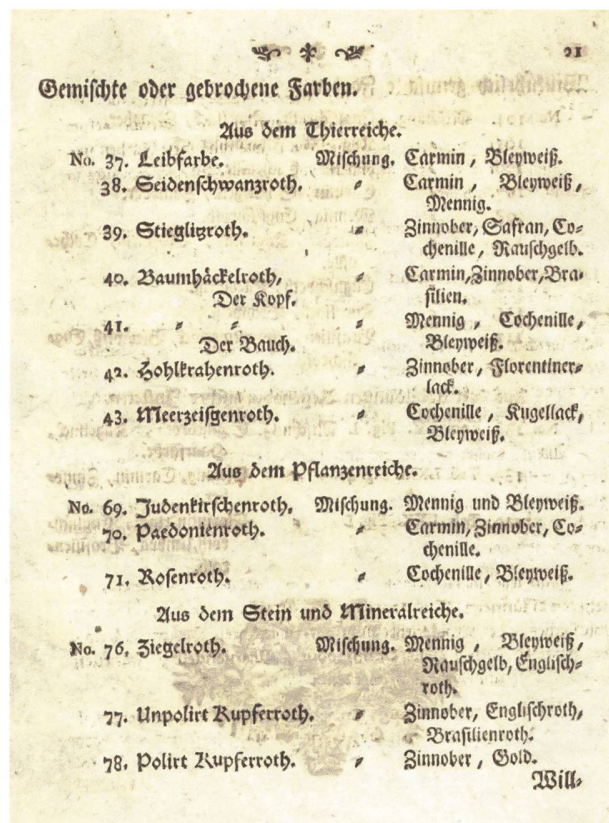 21
Gemischte oder gebrochene Farben.
Aus dem Thierreiche.
No. 37. Leibfarbe. Mischung. Carmin, Bleyweiß.
38. Seidenschwanzroth. „ Carmin, Bleyweiß,
Mennig.
39. Stieglitzroth. „ Zinnober, Safran, Co-
chenille, Rauschgelb.
40. Baumhäckelroth, „ Carmin, Zinnober, Bra-
Der Kopf. silien.
41. „ „ „ Mennig, Cochenille,
Der Bauch. Bleyweiß.
42. Hohlkrahenroth. „ Zinnober, Florentiner-
lack.
43. Meerzeisgenroth. „ Cochenille, Kugellack,
Bleyweiß.
Aus dem Pflanzenreiche.
No. 69. Judenkirschenroth. Mischung. Mennig und Bleyweiß.
70. Paedonienroth. „ Carmin, Zinnober, Co-
chenille.
71. Rosenroth. „ Cochenille, Bleyweiß.
Aus dem Stein und Mineralreiche.
No. 76. Ziegelroth. Mischung. Mennig, Bleyweiß,
Rauschgelb, Englisch-
roth.
77. Unpolirt Kupferroth. „ Zinnober, Englischroth,
Brasilienroth.
78. Polirt Kupferroth. „ Zinnober, Gold.
Will-